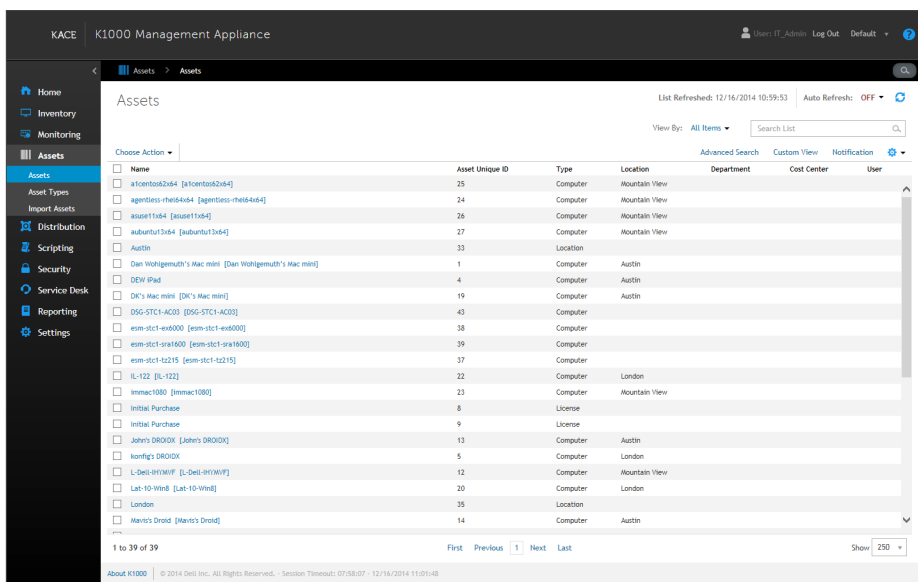 KACE K1000 Management Appliance User: IT_Admin Log Out Default ?
Assets > Assets
Home
Inventory
Monitoring
Assets
Assets
Asset Types
Import Assets
Distribution
Scripting
Security
Service Desk
Reporting
Settings
Assets List Refreshed: 12/16/2014 10:59:53 Auto Refresh: OFF
View By: All Items Search List
Choose Action Advanced Search Custom View Notification
Name Asset Unique ID Type Location Department Cost Center User
a1centos62x64 [a1centos62x64] 25 Computer Mountain View
agentless-rhel64x64 [agentless-rhel64x64] 24 Computer Mountain View
asuse11x64 [asuse11x64] 26 Computer Mountain View
aubuntu13x64 [aubuntu13x64] 27 Computer Mountain View
Austin 33 Location
Dan Wohlgemuth's Mac mini [Dan Wohlgemuth's Mac mini] 1 Computer Austin
DEW iPad 4 Computer Austin
DK's Mac mini [DK's Mac mini] 19 Computer Austin
DSG-STC1-AC03 [DSG-STC1-AC03] 43 Computer
esm-stc1-ex6000 [esm-stc1-ex6000] 38 Computer
esm-stc1-sra1600 [esm-stc1-sra1600] 39 Computer
esm-stc1-tz215 [esm-stc1-tz215] 37 Computer
IL-122 [IL-122] 22 Computer London
immac1080 [immac1080] 23 Computer Mountain View
Initial Purchase 8 License
Initial Purchase 9 License
John's DROIDX [John's DROIDX] 13 Computer Austin
konfig's DROIDX 5 Computer London
L-Dell-IHYMVF [L-Dell-IHYMVF] 12 Computer Mountain View
Lat-10-Win8 [Lat-10-Win8] 20 Computer London
London 35 Location
Mavis's Droid [Mavis's Droid] 14 Computer Austin
1 to 39 of 39 First Previous 1 Next Last Show 250
About K1000 © 2014 Dell Inc. All Rights Reserved. - Session Timeout: 07:58:07 - 12/16/2014 11:01:48